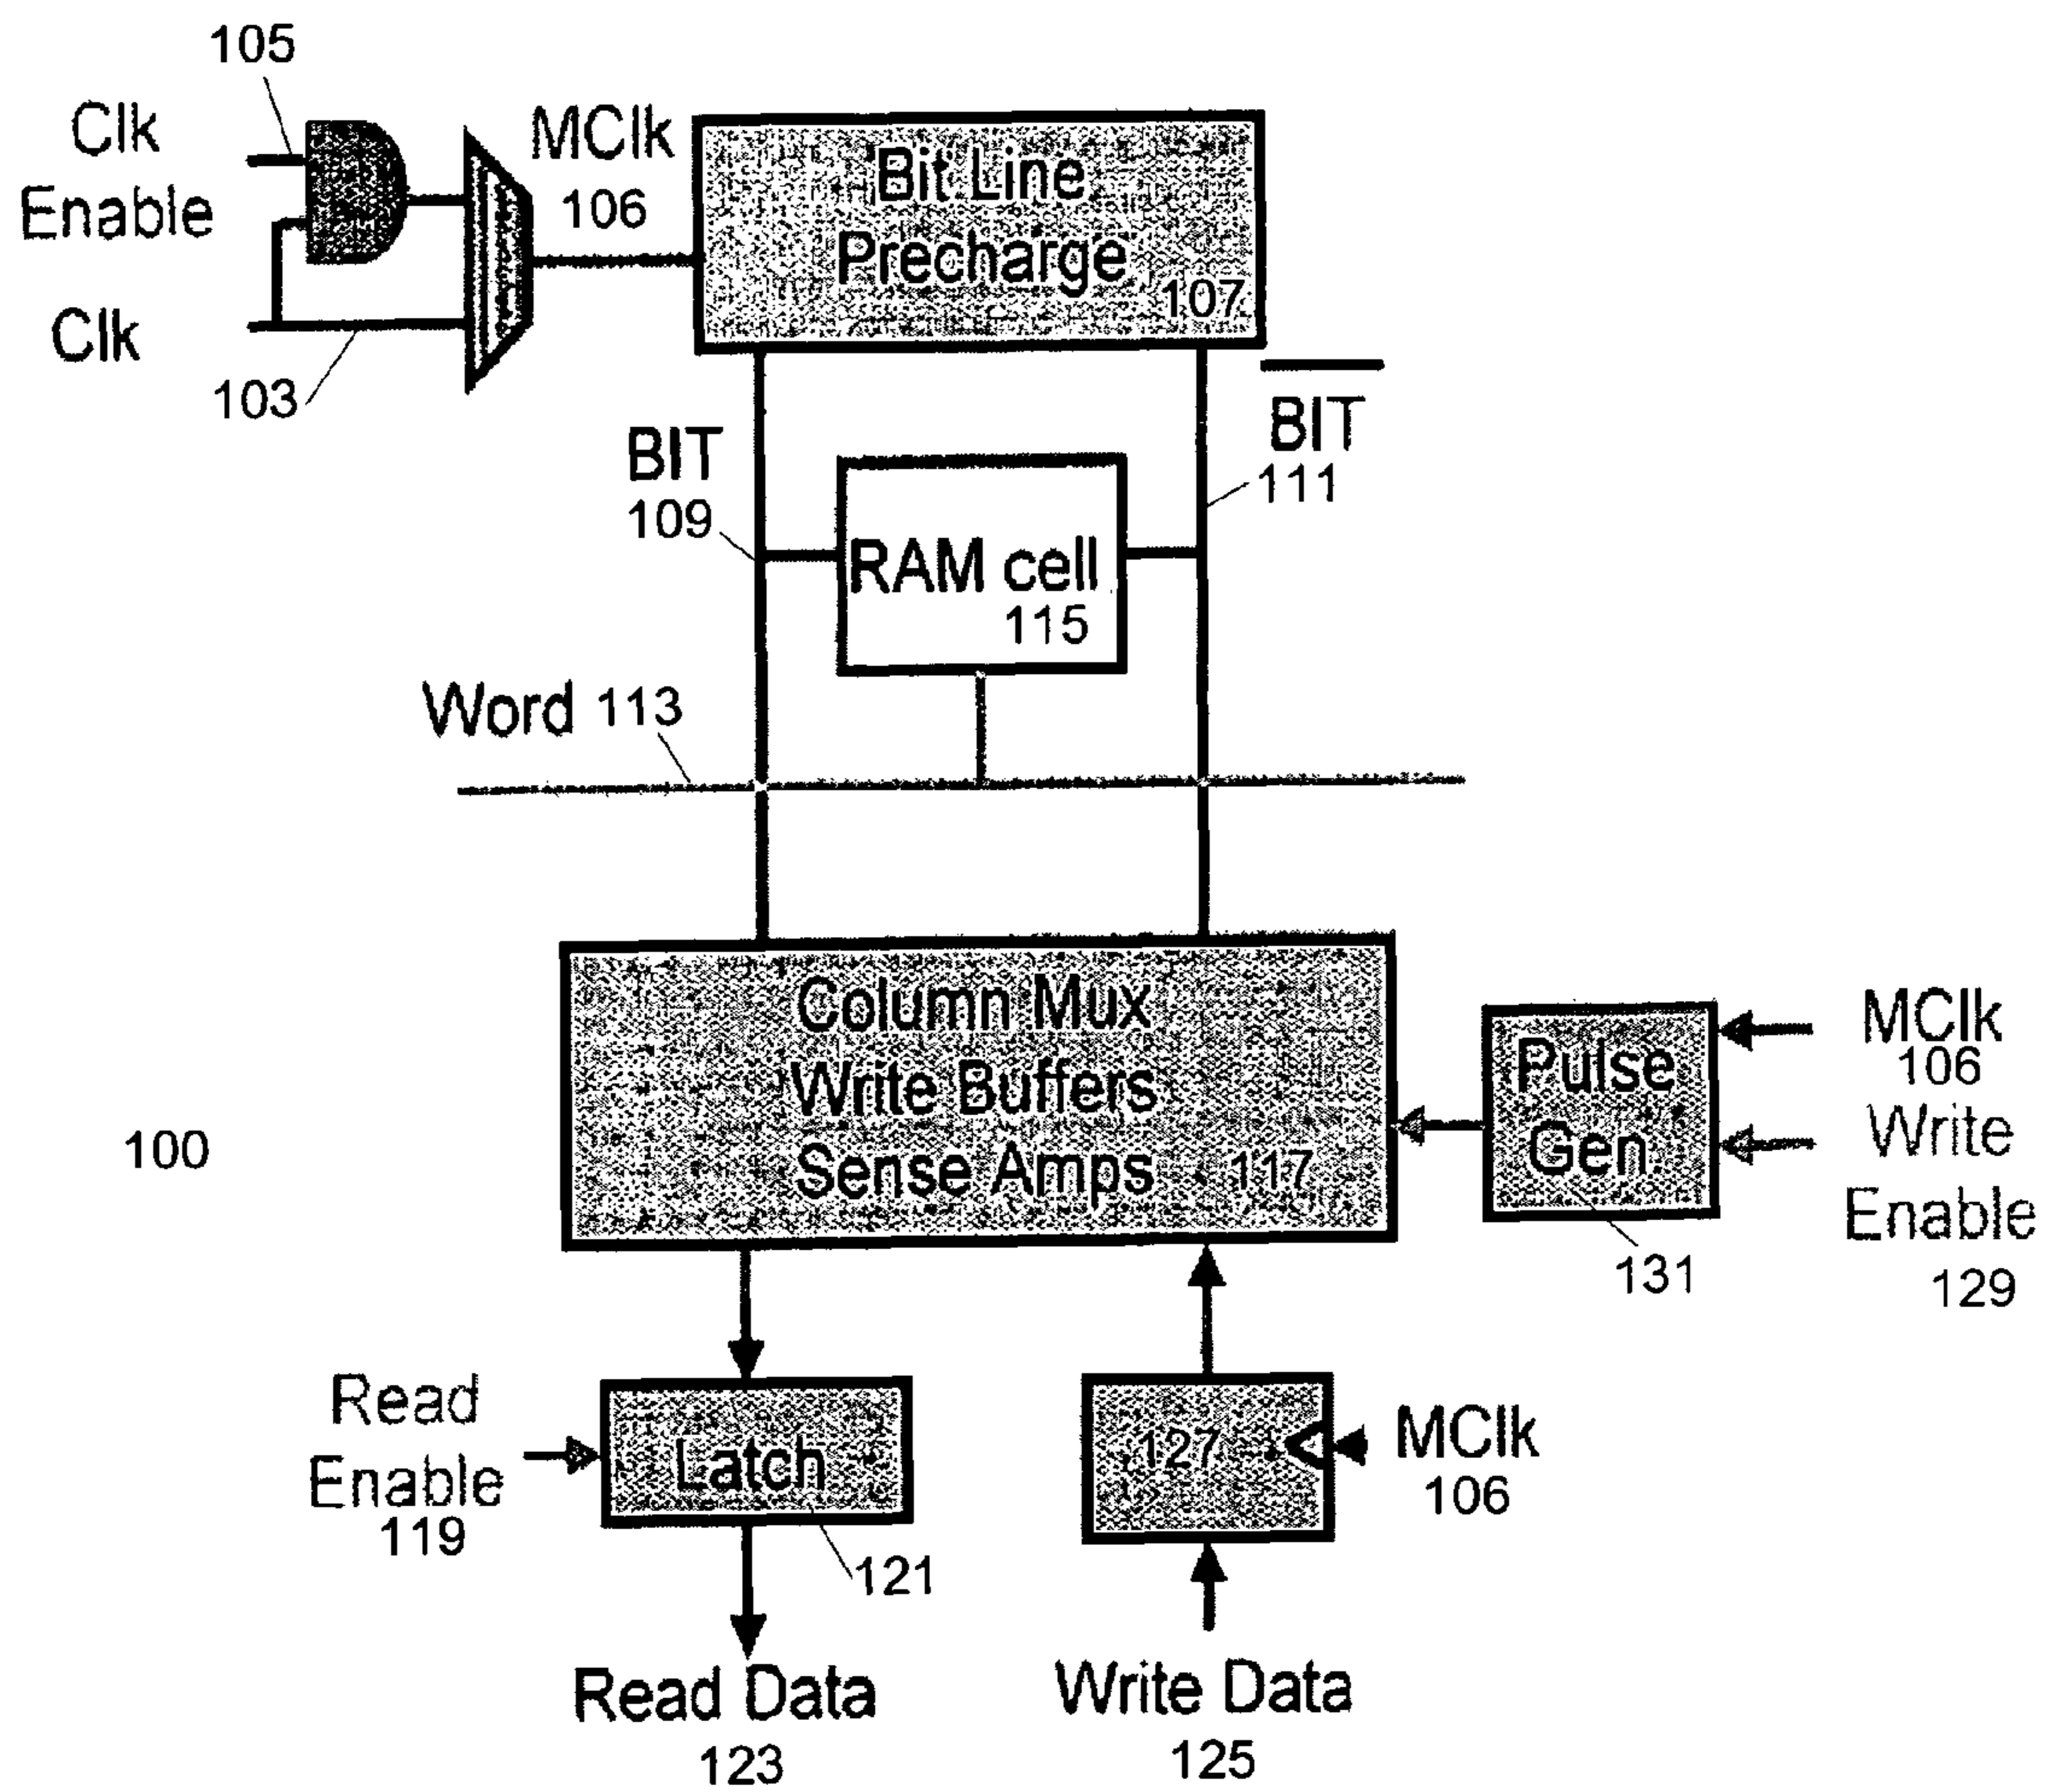 105
Clk
Enable
Clk
103
MClk
106
Bit Line
Precharge
107
BIT
109
BIT
111
RAM cell
115
Word 113
Column Mux
Write Buffers
Sense Amps 117
Pulse
Gen.
131
MClk
106
Write
Enable
129
100
Read
Enable
119
Latch
121
127
MClk
106
Read Data
123
Write Data
125